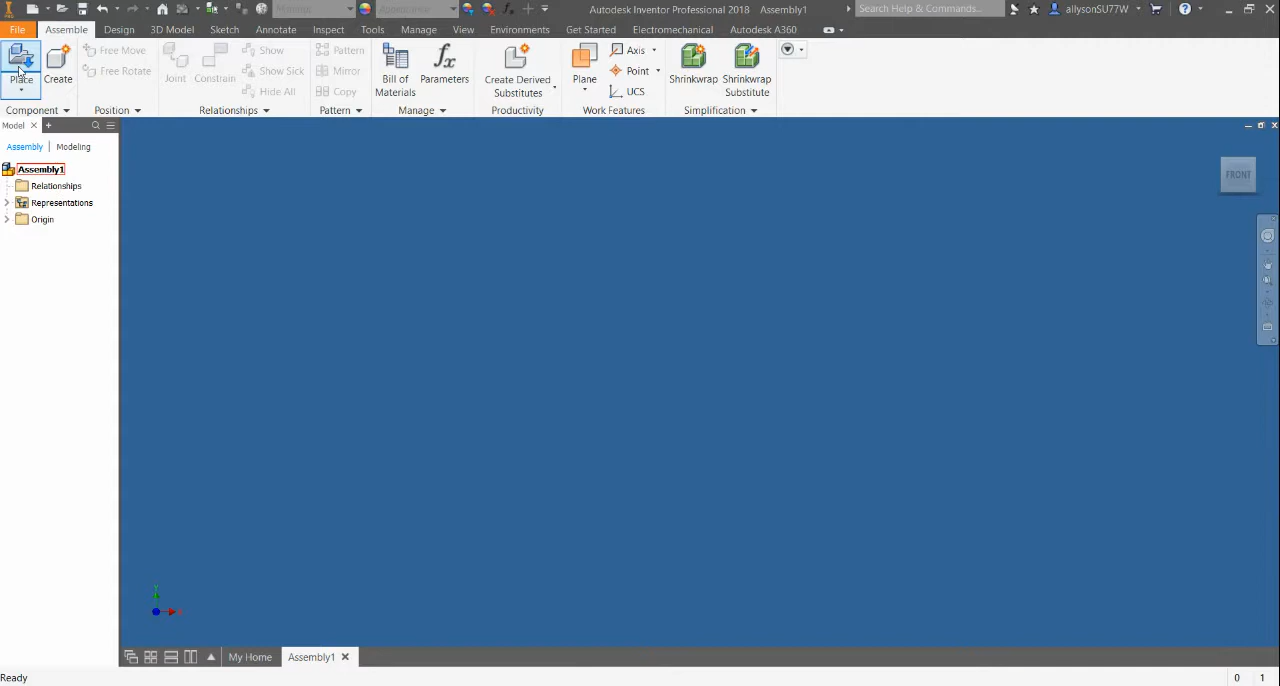 Material Appearance Autodesk Inventor Professional 2018 Assembly1 Search Help & Commands... allysonSU77W
File Assemble Design 3D Model Sketch Annotate Inspect Tools Manage View Environments Get Started Electromechanical Autodesk A360
Free Move Show Pattern Axis
Place Create Free Rotate Joint Constrain Show Sick Mirror Bill of Materials Parameters Create Derived Substitutes Plane Point Shrinkwrap Shrinkwrap Substitute
Hide All Copy UCS
Component Position Relationships Pattern Manage Productivity Work Features Simplification
Model
Assembly Modeling
Assembly1
Relationships
Representations
Origin
FRONT
My Home Assembly1
Ready 0 1